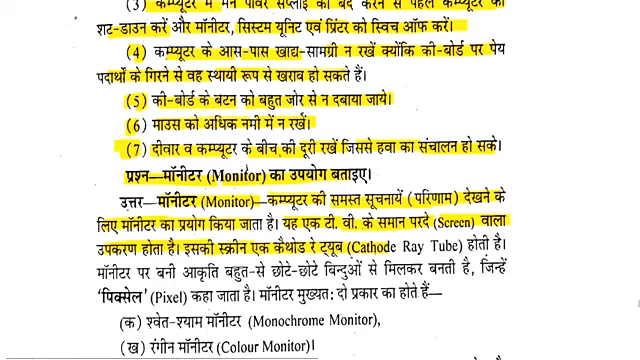 (3) कम्प्यूटर में मेन पावर सप्लाई को बंद करने से पहले कम्प्यूटर को
शट-डाउन करें और मॉनीटर, सिस्टम यूनिट एवं प्रिंटर को स्विच ऑफ करें।
(4) कम्प्यूटर के आस-पास खाद्य-सामग्री न रखें क्योंकि की-बोर्ड पर पेय
पदार्थों के गिरने से वह स्थायी रूप से खराब हो सकते हैं।
(5) की-बोर्ड के बटन को बहुत जोर से न दबाया जाये।
(6) माउस को अधिक नमी में न रखें।
(7) दीवार व कम्प्यूटर के बीच की दूरी रखें जिससे हवा का संचालन हो सके।
प्रश्न—मॉनीटर (Monitor) का उपयोग बताइए।
उत्तर—मॉनीटर (Monitor)—कम्प्यूटर की समस्त सूचनायें (परिणाम) देखने के
लिए मॉनीटर का प्रयोग किया जाता है। यह एक टी. वी. के समान परदे (Screen) वाला
उपकरण होता है। इसकी स्क्रीन एक कैथोड रे ट्यूब (Cathode Ray Tube) होती है।
मॉनीटर पर बनी आकृति बहुत-से छोटे-छोटे बिन्दुओं से मिलकर बनती है, जिन्हें
'पिक्सेल' (Pixel) कहा जाता है। मॉनीटर मुख्यत: दो प्रकार का होते हैं—
(क) श्वेत-श्याम मॉनीटर (Monochrome Monitor),
(ख) रंगीन मॉनीटर (Colour Monitor)।